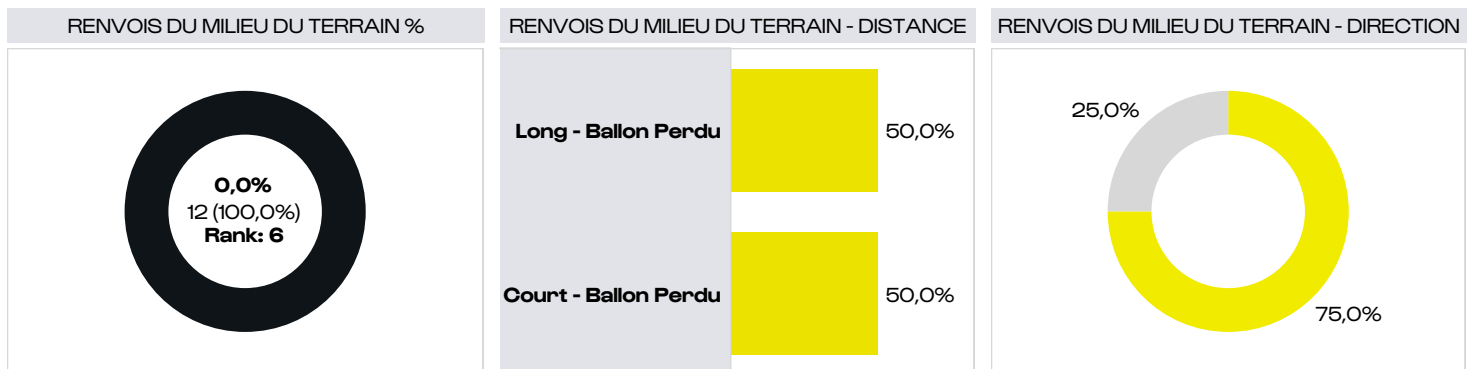 RENVOIS DU MILIEU DU TERRAIN %
0,0%
12 (100,0%)
Rank: 6
RENVOIS DU MILIEU DU TERRAIN - DISTANCE
Long - Ballon Perdu
50,0%
Court - Ballon Perdu
50,0%
RENVOIS DU MILIEU DU TERRAIN - DIRECTION
25,0%
75,0%